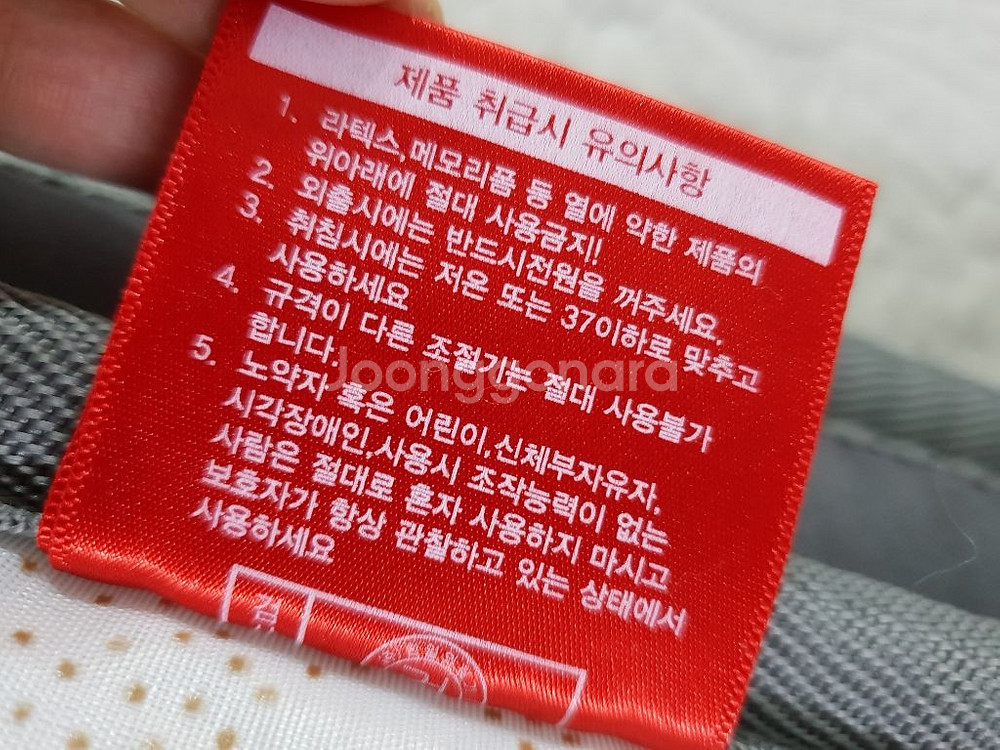 제품 취급시 유의사항
1. 라텍스,메모리폼 등 열에 약한 제품의
위아래에 절대 사용금지!
2. 외출시에는 반드시전원을 꺼주세요.
3. 취침시에는 저온 또는 37이하로 맞추고
사용하세요
4. 규격이 다른 조절기는 절대 사용불가
합니다.
Joonggonara
5. 노약자 혹은 어린이,신체부자유자,
시각장애인,사용시 조작능력이 없는
사람은 절대로 혼자 사용하지 마시고
보호자가 항상 관찰하고 있는 상태에서
사용하세요